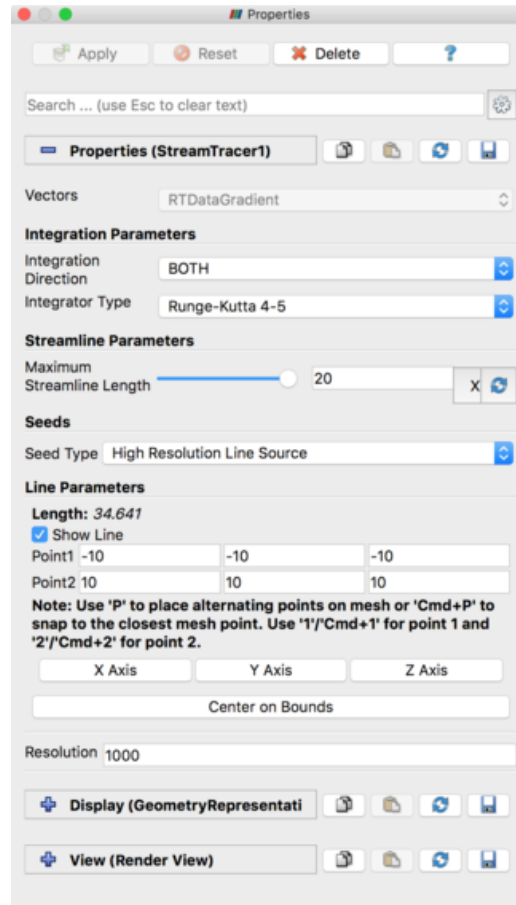 Properties
Apply Reset Delete ?
Search ... (use Esc to clear text)
Properties (StreamTracer1)
Vectors RTDataGradient
Integration Parameters
Integration
Direction BOTH
Integrator Type Runge-Kutta 4-5
Streamline Parameters
Maximum
Streamline Length 20 X
Seeds
Seed Type High Resolution Line Source
Line Parameters
Length: 34.641
Show Line
Point1 -10 -10 -10
Point2 10 10 10
Note: Use 'P' to place alternating points on mesh or 'Cmd+P' to
snap to the closest mesh point. Use '1'/'Cmd+1' for point 1 and
'2'/'Cmd+2' for point 2.
X Axis Y Axis Z Axis
Center on Bounds
Resolution 1000
Display (GeometryRepresentati
View (Render View)